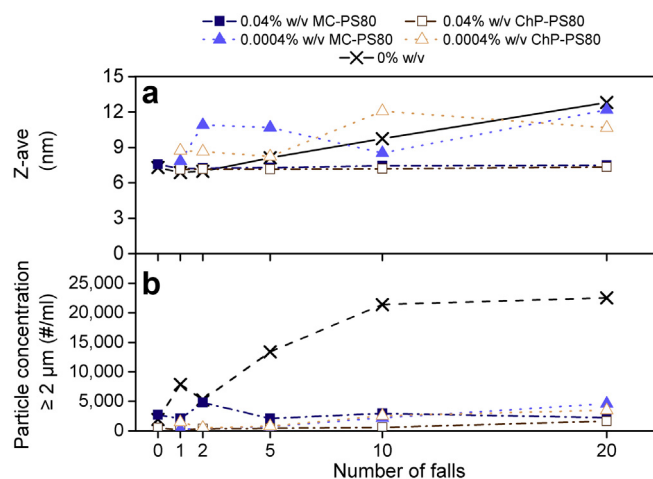 0.04% w/v MC-PS80 0.04% w/v ChP-PS80
0.0004% w/v MC-PS80 0.0004% w/v ChP-PS80
0% w/v
a
15
12
9
6
3
0
Z-ave
(nm)
b
25,000
20,000
15,000
10,000
5,000
0
Particle concentration
≥ 2 µm (#/ml)
0 1 2 5 10 20
Number of falls